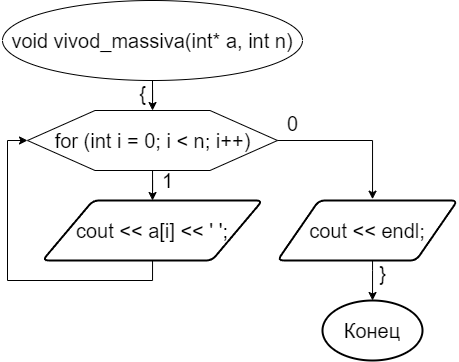 void vivod_massiva(int* a, int n)
{
for (int i = 0; i < n; i++)
0
1
cout << a[i] << ' ';
cout << endl;
}
Конец